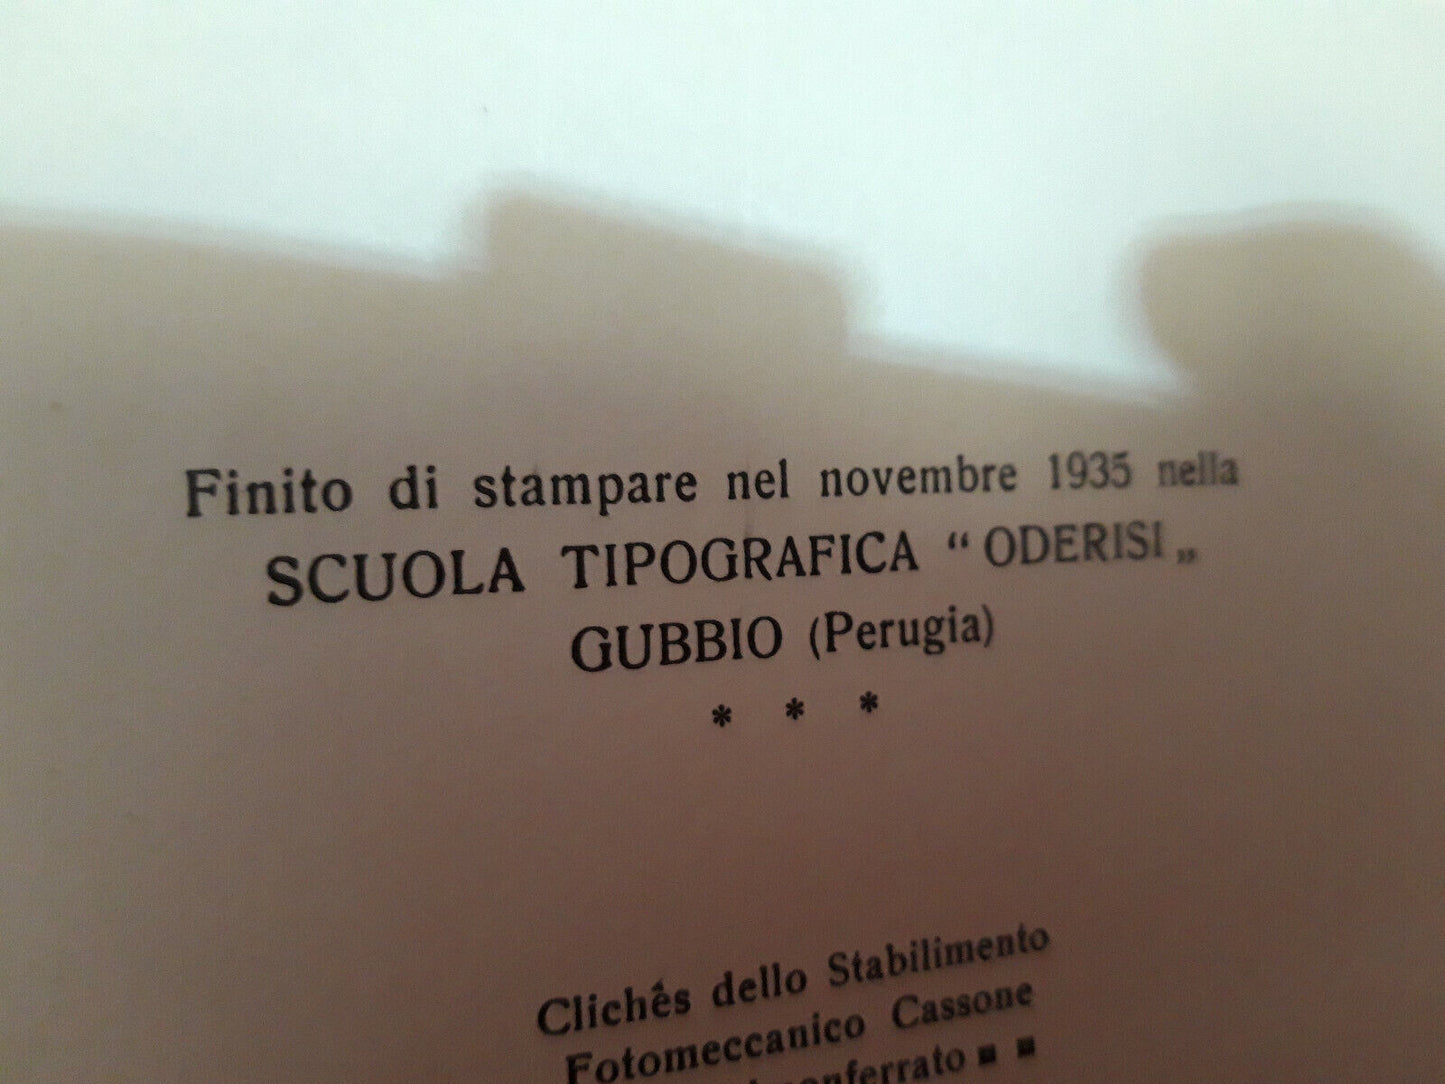 Finito di stampare nel novembre 1935 nella
SCUOLA TIPOGRAFICA “ ODERISI „
GUBBIO (Perugia)
* * *
Clichês dello Stabilimento
Fotomeccanico Cassone